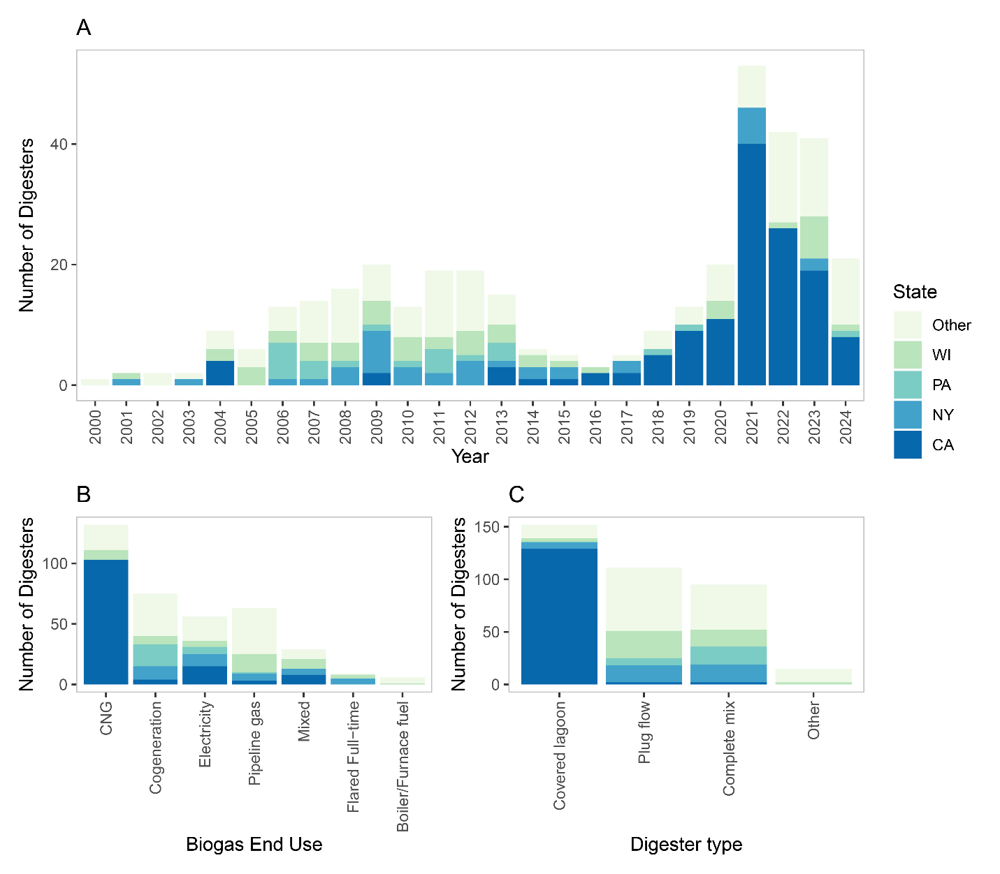 A
Number of Digesters
40
20
0
2000 2001 2002 2003 2004 2005 2006 2007 2008 2009 2010 2011 2012 2013 2014 2015 2016 2017 2018 2019 2020 2021 2022 2023 2024
Year
State
Other
WI
PA
NY
CA
B
Number of Digesters
100
50
0
CNG
Cogeneration
Electricity
Pipeline gas
Mixed
Flared Full−time
Boiler/Furnace fuel
Biogas End Use
C
Number of Digesters
150
100
50
0
Covered lagoon
Plug flow
Complete mix
Other
Digester type